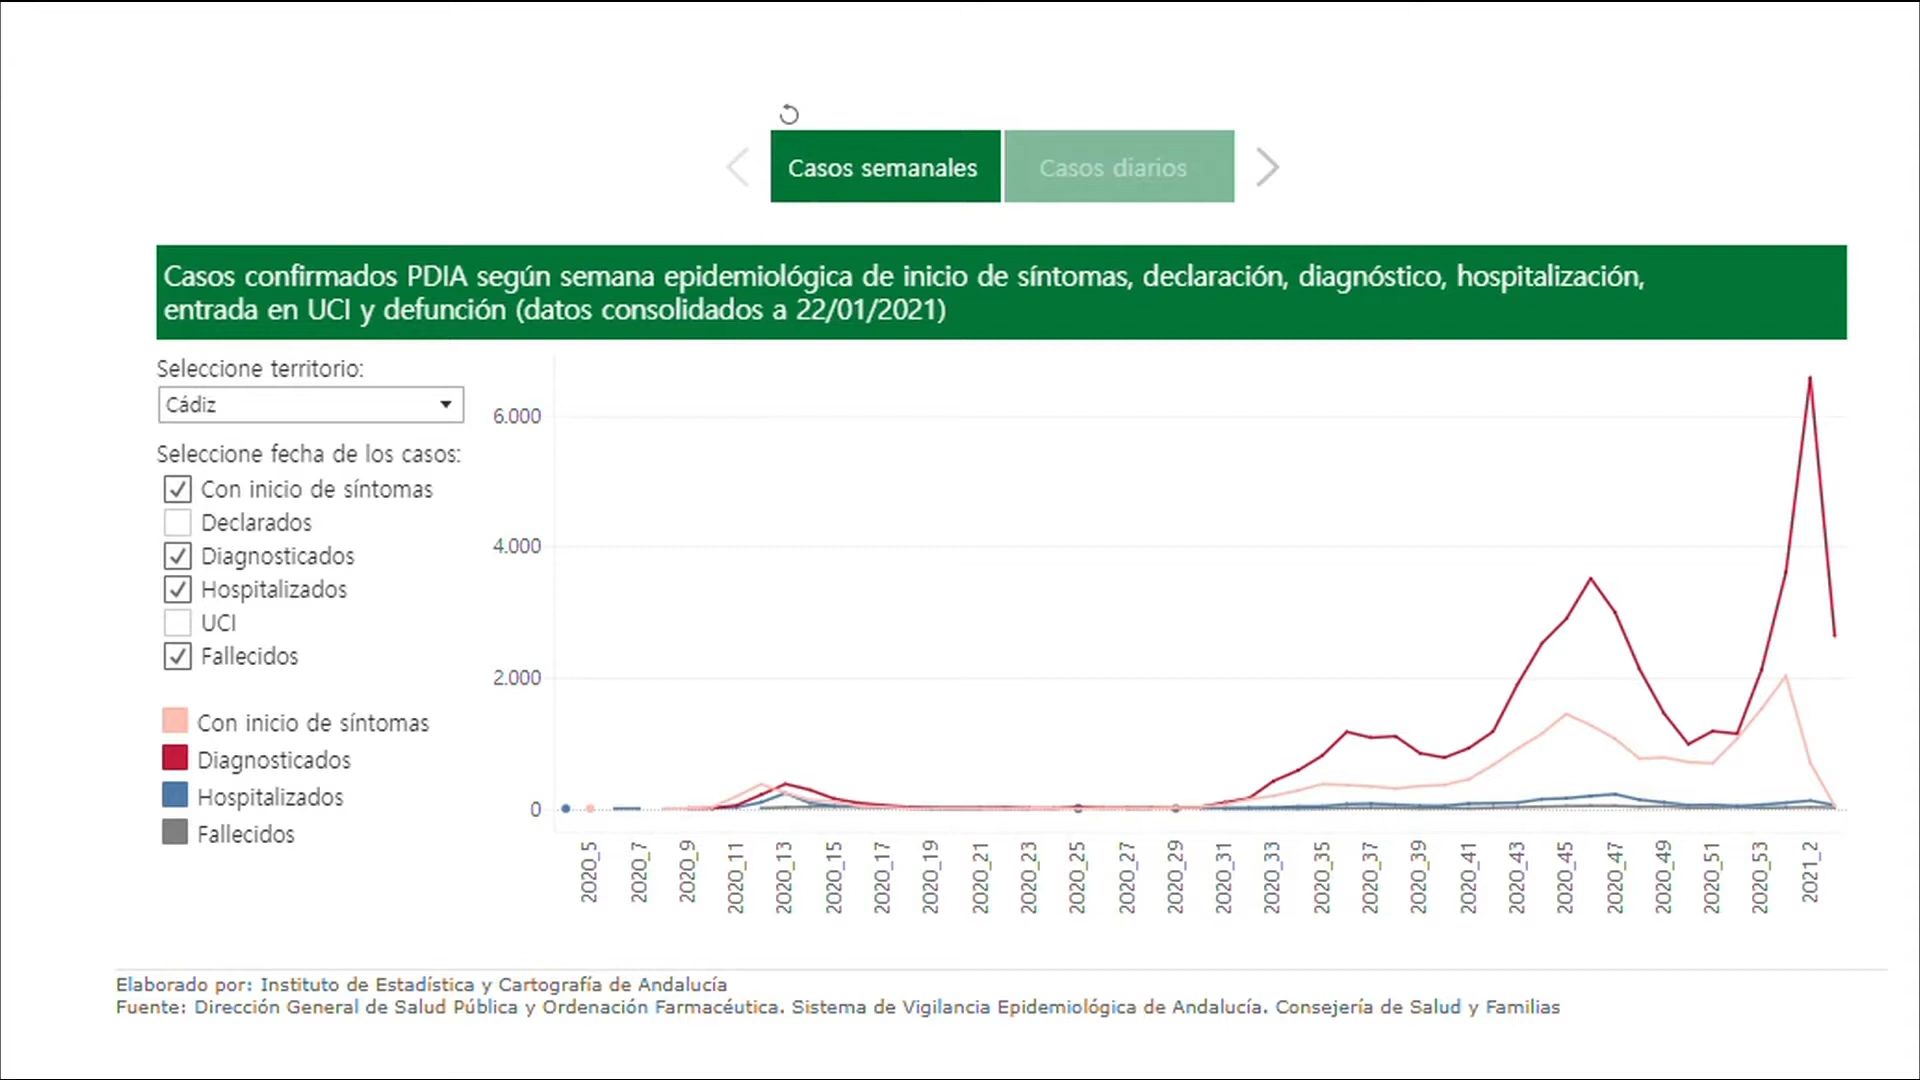 Casos semanales
Casos diarios
Casos confirmados PDIA según semana epidemiológica de inicio de síntomas, declaración, diagnóstico, hospitalización,
entrada en UCI y defunción (datos consolidados a 22/01/2021)
Seleccione territorio:
Cádiz
Seleccione fecha de los casos:
Con inicio de síntomas
Declarados
Diagnosticados
Hospitalizados
UCI
Fallecidos
Con inicio de síntomas
Diagnosticados
Hospitalizados
Fallecidos
6.000
4.000
2.000
0
2020_5
2020_7
2020_9
2020_11
2020_13
2020_15
2020_17
2020_19
2020_21
2020_23
2020_25
2020_27
2020_29
2020_31
2020_33
2020_35
2020_37
2020_39
2020_41
2020_43
2020_45
2020_47
2020_49
2020_51
2020_53
2021_2
Elaborado por: Instituto de Estadística y Cartografía de Andalucía
Fuente: Dirección General de Salud Pública y Ordenación Farmacéutica. Sistema de Vigilancia Epidemiológica de Andalucía. Consejería de Salud y Familias